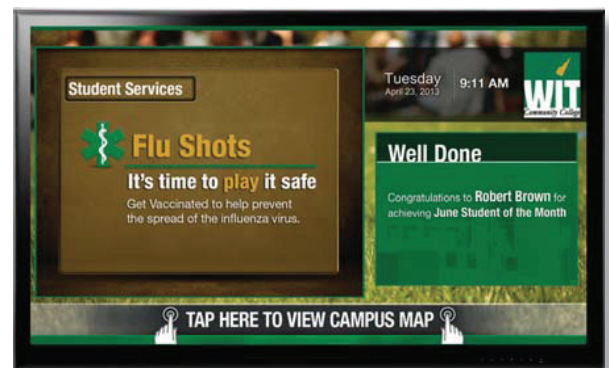 Student Services
Flu Shots
It's time to play it safe
Get Vaccinated to help prevent
the spread of the influenza virus.
Tuesday
April 23, 2013
9:11 AM
WIT
Community College
Well Done
Congratulations to Robert Brown for
achieving June Student of the Month
TAP HERE TO VIEW CAMPUS MAP